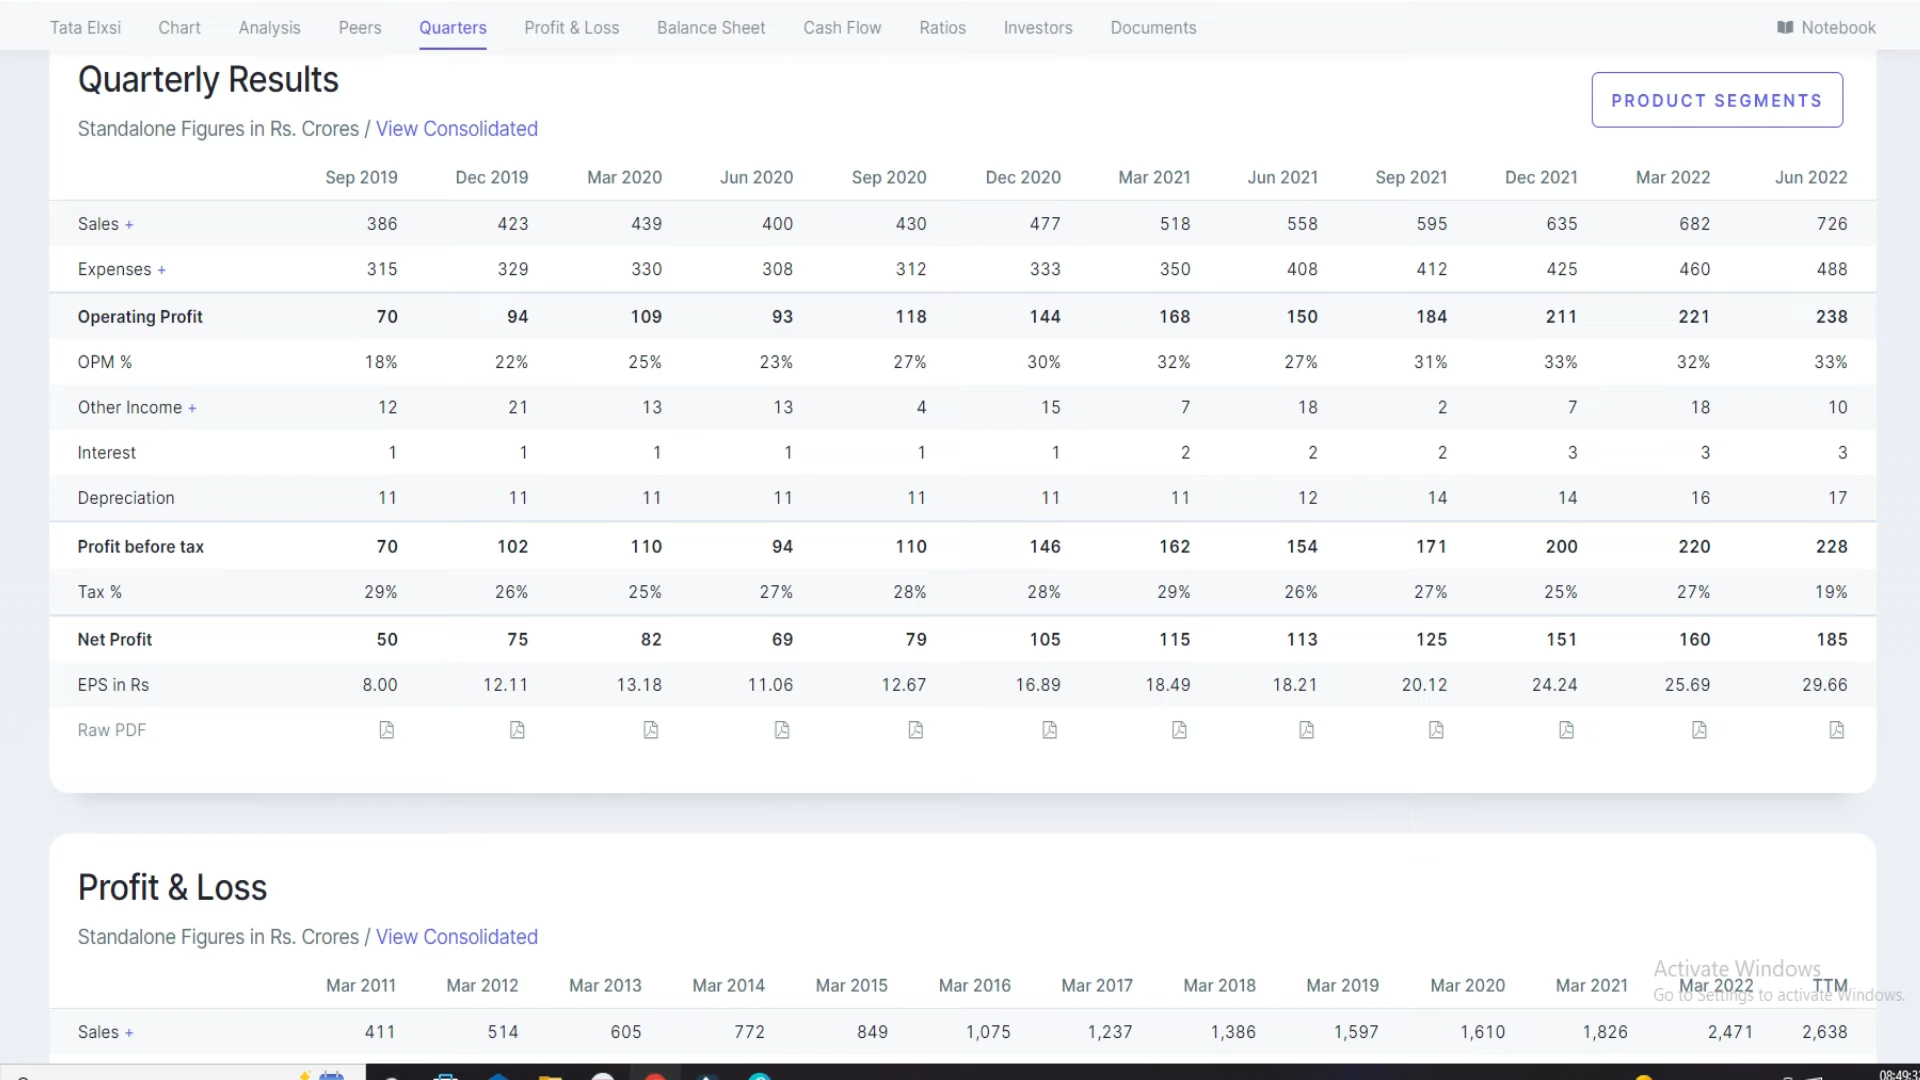 Tata Elxsi Chart Analysis Peers Quarters Profit & Loss Balance Sheet Cash Flow Ratios Investors Documents Notebook
Quarterly Results
PRODUCT SEGMENTS
Standalone Figures in Rs. Crores / View Consolidated
Sep 2019 Dec 2019 Mar 2020 Jun 2020 Sep 2020 Dec 2020 Mar 2021 Jun 2021 Sep 2021 Dec 2021 Mar 2022 Jun 2022
Sales + 386 423 439 400 430 477 518 558 595 635 682 726
Expenses + 315 329 330 308 312 333 350 408 412 425 460 488
Operating Profit 70 94 109 93 118 144 168 150 184 211 221 238
OPM % 18% 22% 25% 23% 27% 30% 32% 27% 31% 33% 32% 33%
Other Income + 12 21 13 13 4 15 7 18 2 7 18 10
Interest 1 1 1 1 1 1 2 2 2 3 3 3
Depreciation 11 11 11 11 11 11 11 12 14 14 16 17
Profit before tax 70 102 110 94 110 146 162 154 171 200 220 228
Tax % 29% 26% 25% 27% 28% 28% 29% 26% 27% 25% 27% 19%
Net Profit 50 75 82 69 79 105 115 113 125 151 160 185
EPS in Rs 8.00 12.11 13.18 11.06 12.67 16.89 18.49 18.21 20.12 24.24 25.69 29.66
Raw PDF
Profit & Loss
Standalone Figures in Rs. Crores / View Consolidated
Activate Windows
Go to Settings to activate Windows.
Mar 2011 Mar 2012 Mar 2013 Mar 2014 Mar 2015 Mar 2016 Mar 2017 Mar 2018 Mar 2019 Mar 2020 Mar 2021 Mar 2022 TTM
Sales + 411 514 605 772 849 1,075 1,237 1,386 1,597 1,610 1,826 2,471 2,638